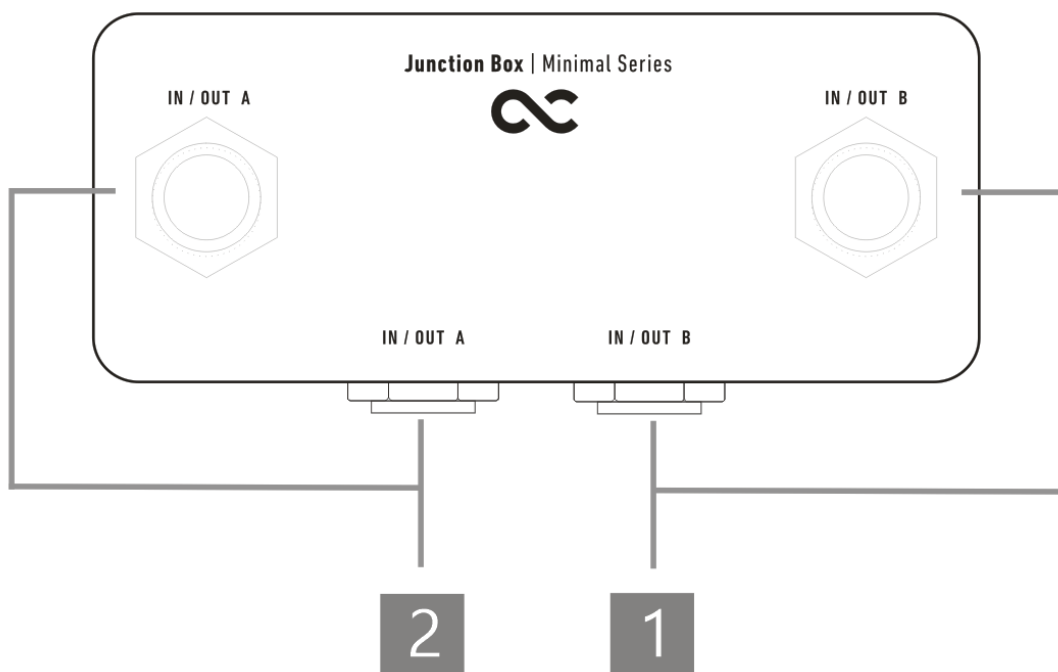 Junction Box | Minimal Series
IN / OUT A
IN / OUT B
IN / OUT A
IN / OUT B
2
1